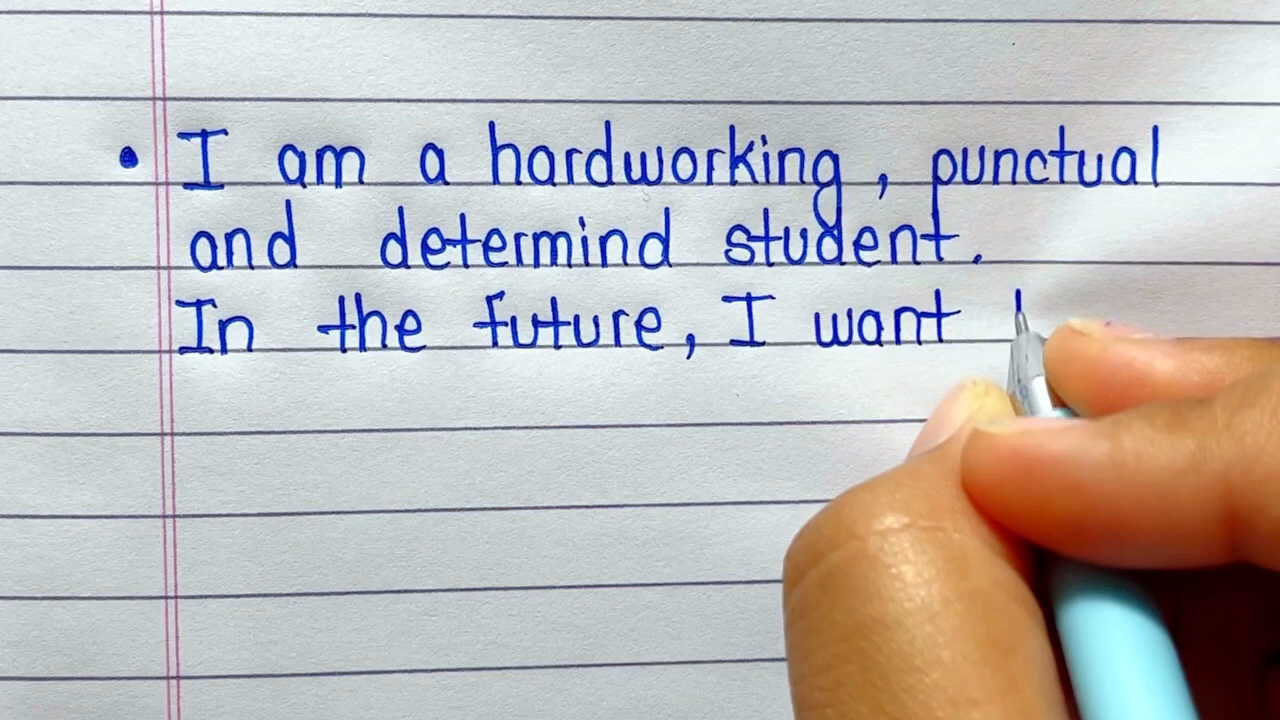 • I am a hardworking, punctual
and determind student.
In the future, I want